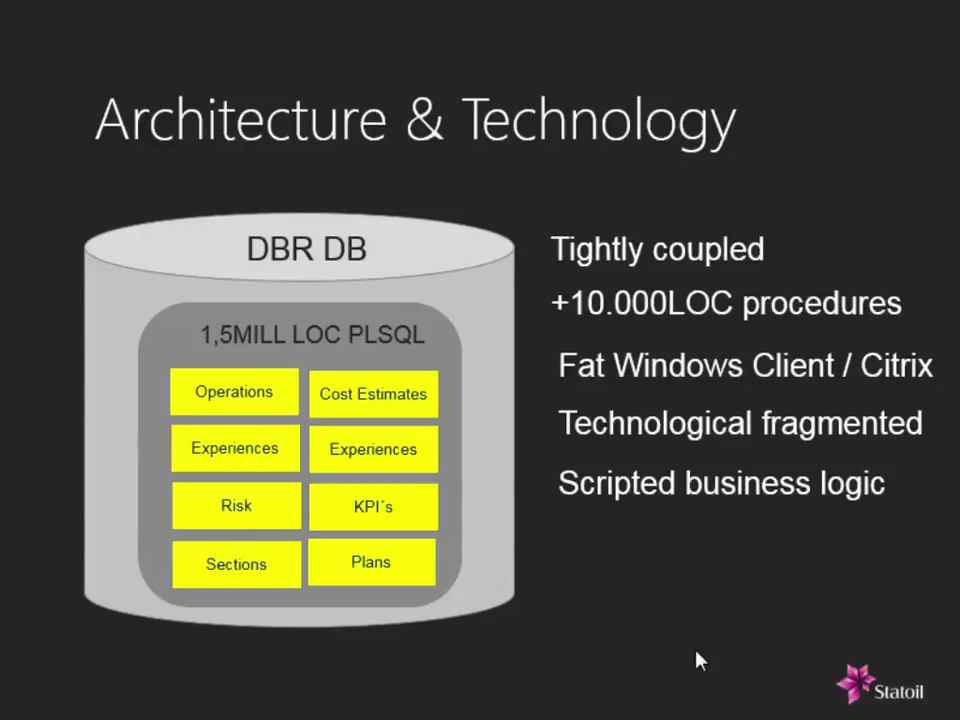 Architecture & Technology
DBR DB
1,5MILL LOC PLSQL
Operations
Cost Estimates
Experiences
Experiences
Risk
KPI´s
Sections
Plans
Tightly coupled
+10.000LOC procedures
Fat Windows Client / Citrix
Technological fragmented
Scripted business logic
Statoil